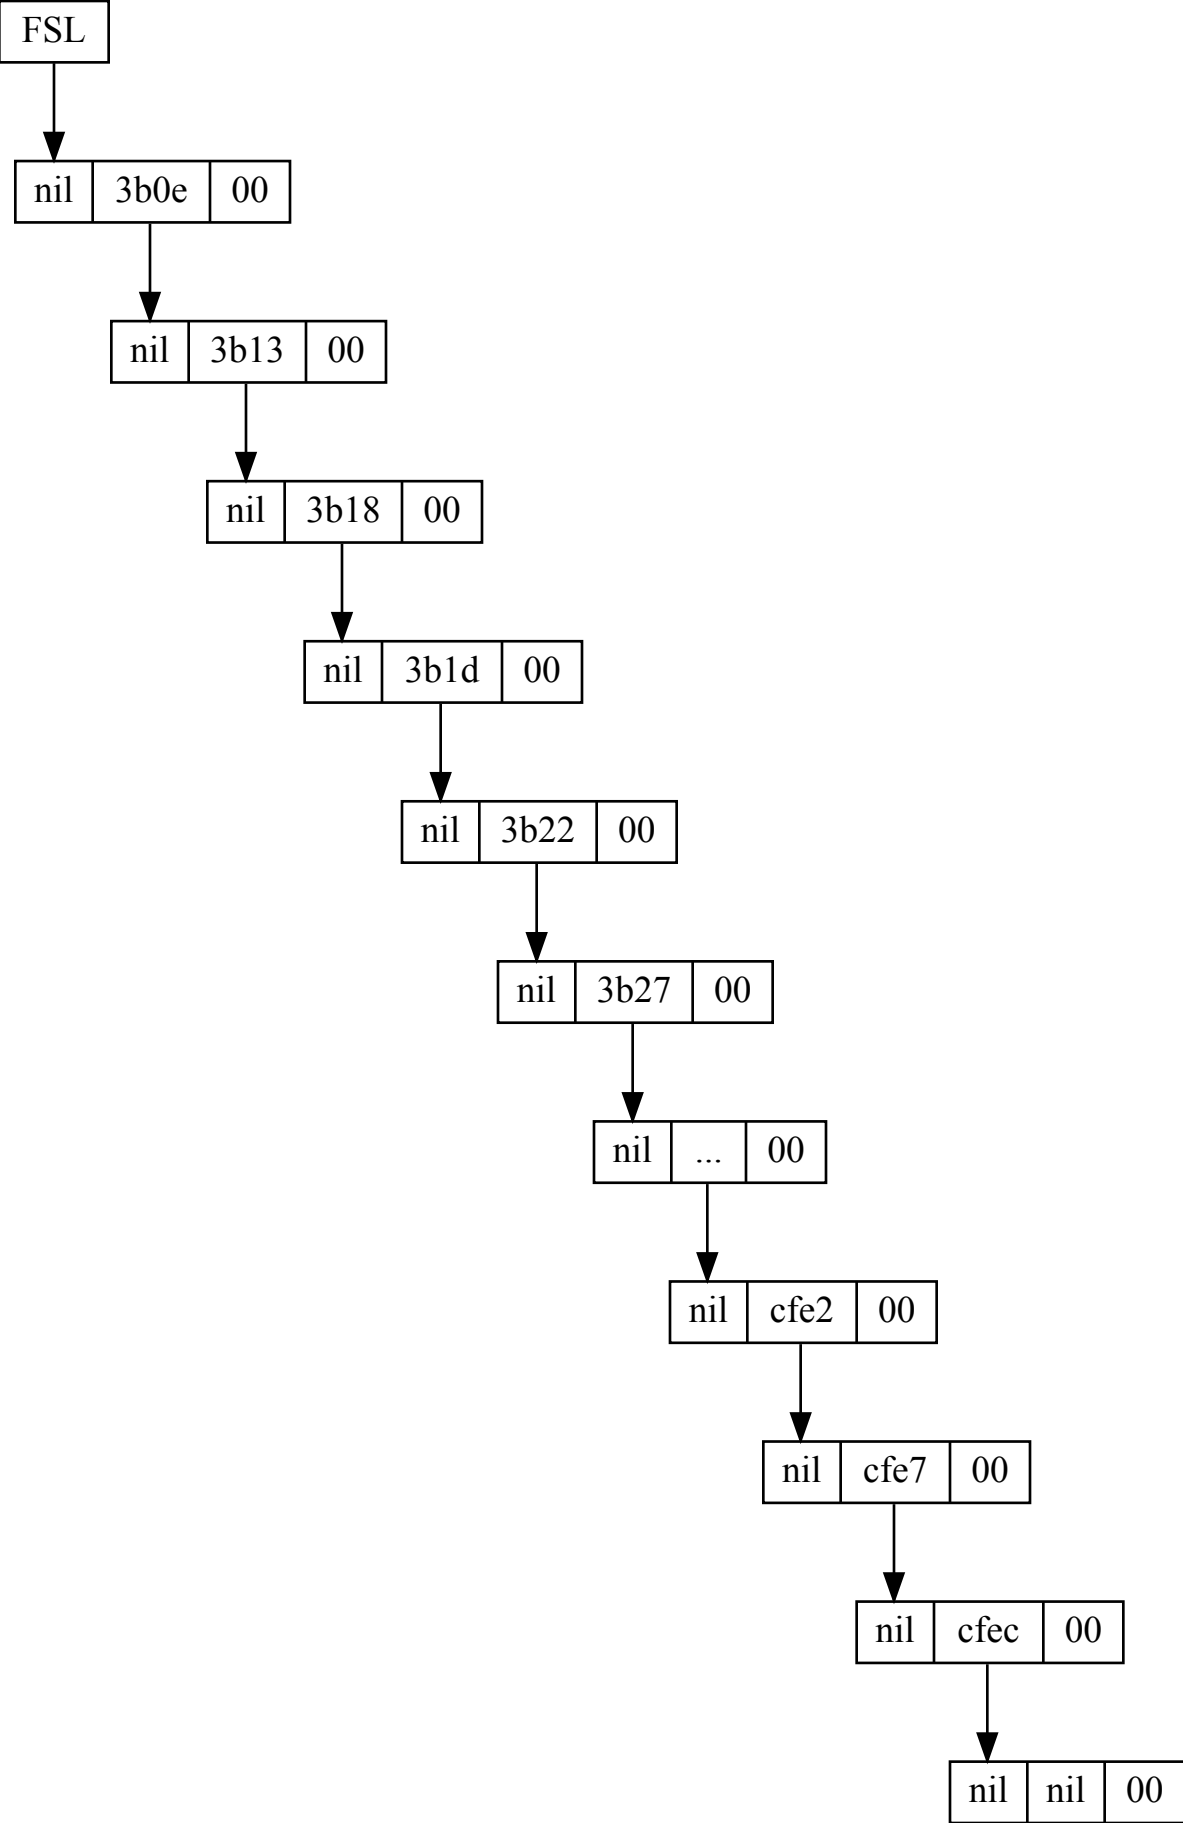 FSL
nil 3b0e 00
nil 3b13 00
nil 3b18 00
nil 3b1d 00
nil 3b22 00
nil 3b27 00
nil ... 00
nil cfe2 00
nil cfe7 00
nil cfec 00
nil nil 00